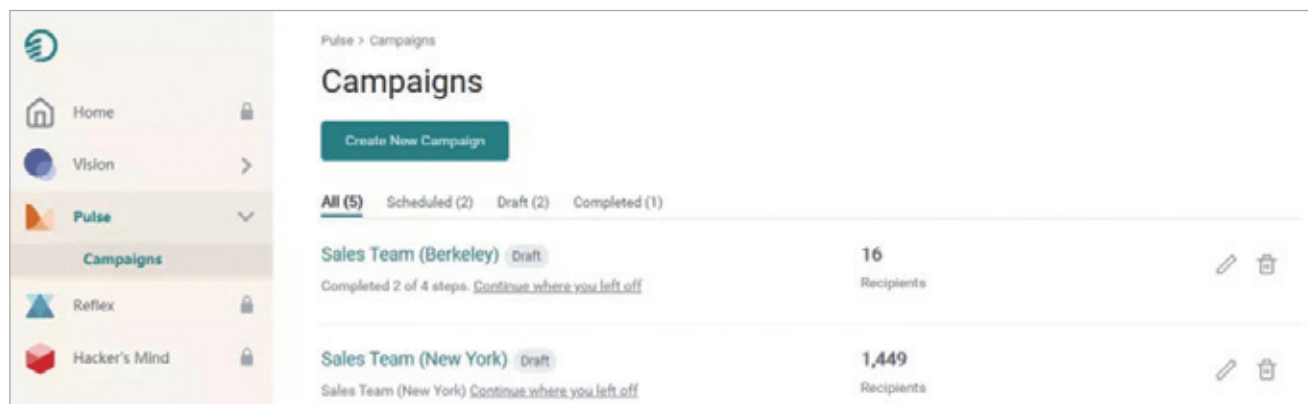 Pulse > Campaigns
Campaigns
Home
Create New Campaign
Vision
All (5) Scheduled (2) Draft (2) Completed (1)
Pulse
Campaigns
Sales Team (Berkeley) Draft 16
Completed 2 of 4 steps. Continue where you left off Recipients
Reflex
Hacker's Mind
Sales Team (New York) Draft 1,449
Sales Team (New York) Continue where you left off Recipients